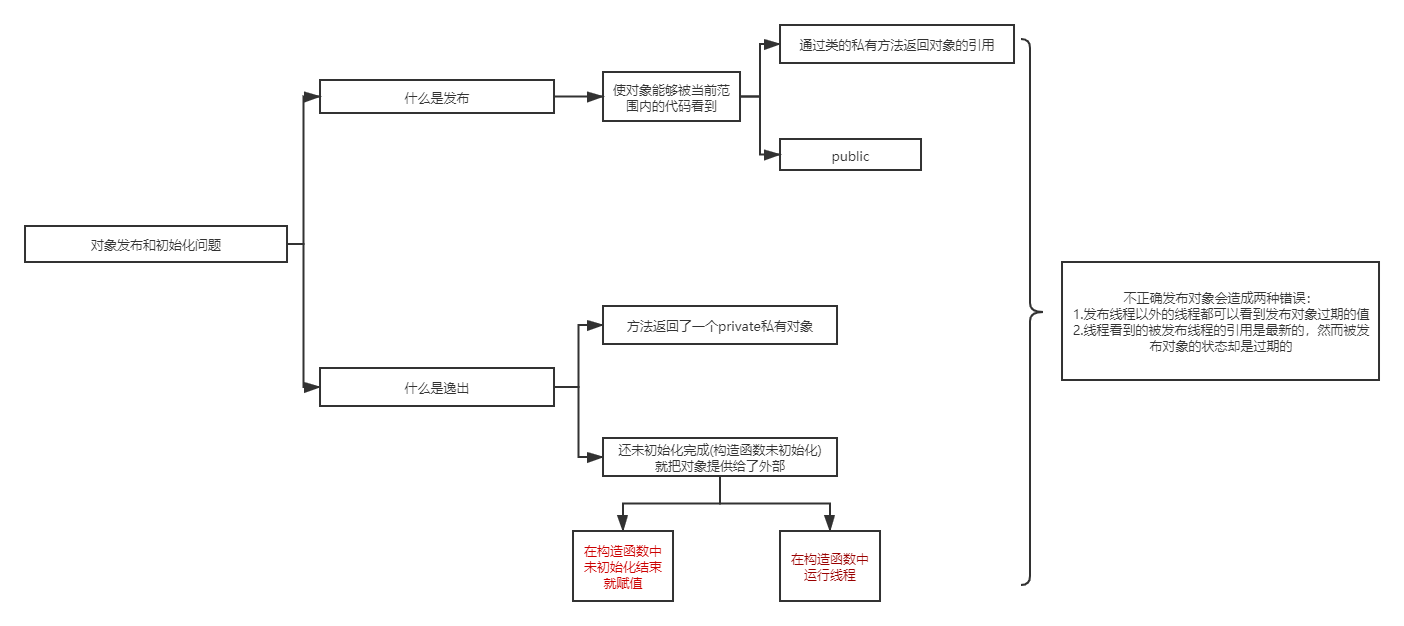 通过类的私有方法返回对象的引用
什么是发布
使对象能够被当前范
围内的代码看到
public
对象发布和初始化问题
不正确发布对象会造成两种错误：
1.发布线程以外的线程都可以看到发布对象过期的值
2.线程看到的被发布线程的引用是最新的，然而被发
布对象的状态却是过期的
方法返回了一个private私有对象
什么是逸出
还未初始化完成(构造函数未初始化)
就把对象提供给了外部
在构造函数中
未初始化结束
就赋值
在构造函数中
运行线程